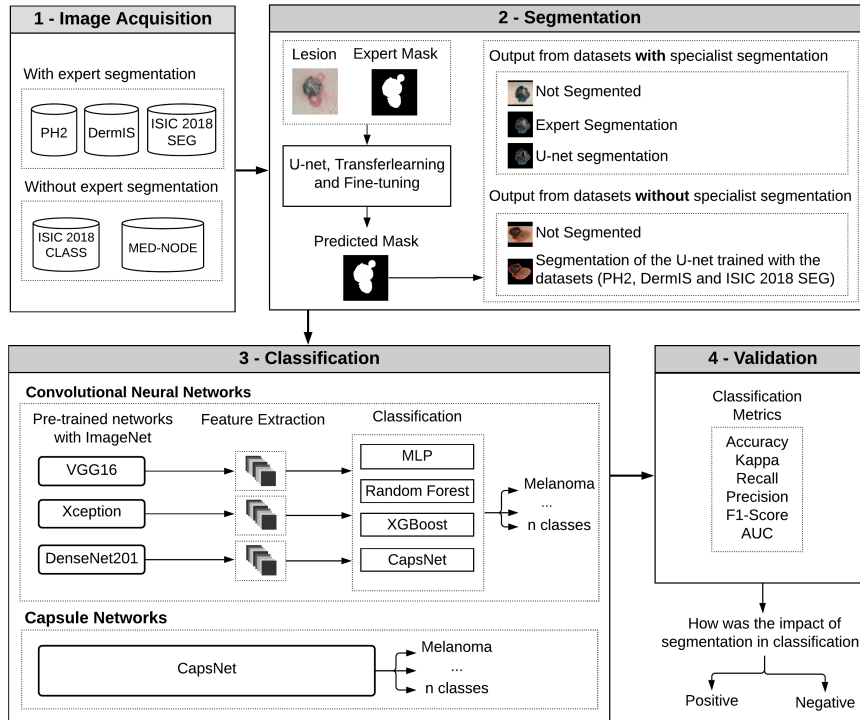 1 - Image Acquisition
With expert segmentation
PH2
DermIS
ISIC 2018
SEG
Without expert segmentation
ISIC 2018
CLASS
MED-NODE
2 - Segmentation
Lesion
Expert Mask
U-net, Transferlearning
and Fine-tuning
Predicted Mask
Output from datasets with specialist segmentation
Not Segmented
Expert Segmentation
U-net segmentation
Output from datasets without specialist segmentation
Not Segmented
Segmentation of the U-net trained with the
datasets (PH2, DermIS and ISIC 2018 SEG)
3 - Classification
Convolutional Neural Networks
Pre-trained networks
with ImageNet
Feature Extraction
Classification
VGG16
Xception
DenseNet201
MLP
Random Forest
XGBoost
CapsNet
Melanoma
...
n classes
Capsule Networks
CapsNet
Melanoma
...
n classes
4 - Validation
Classification
Metrics
Accuracy
Kappa
Recall
Precision
F1-Score
AUC
How was the impact of
segmentation in classification
Positive
Negative